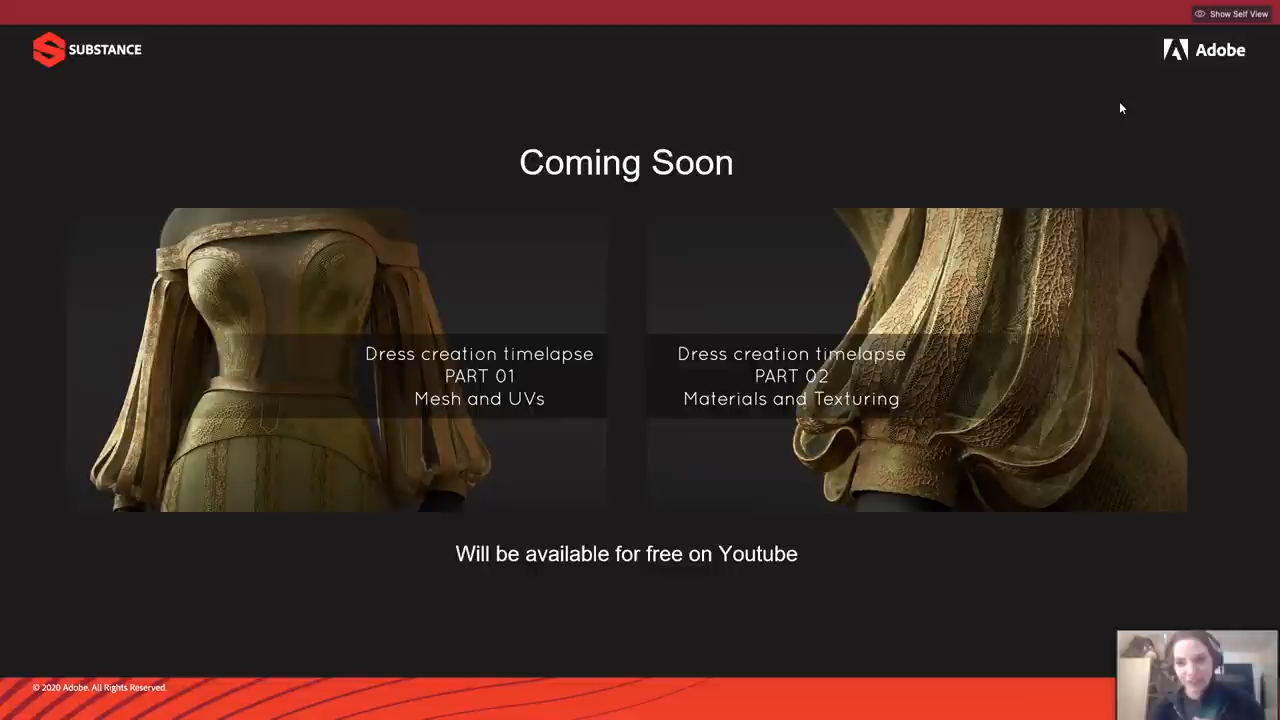 Show Self View
SUBSTANCE
Adobe
Coming Soon
Dress creation timelapse
PART 01
Mesh and UVs
Dress creation timelapse
PART 02
Materials and Texturing
Will be available for free on Youtube
© 2020 Adobe. All Rights Reserved.